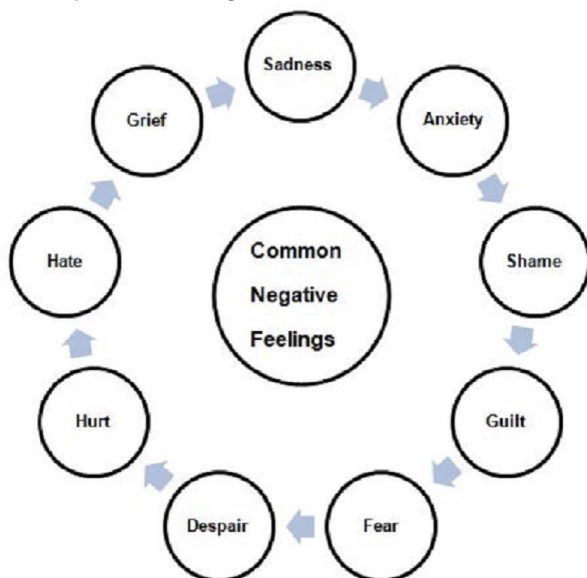 Sadness
Anxiety
Shame
Guilt
Fear
Despair
Hurt
Hate
Grief
Common
Negative
Feelings